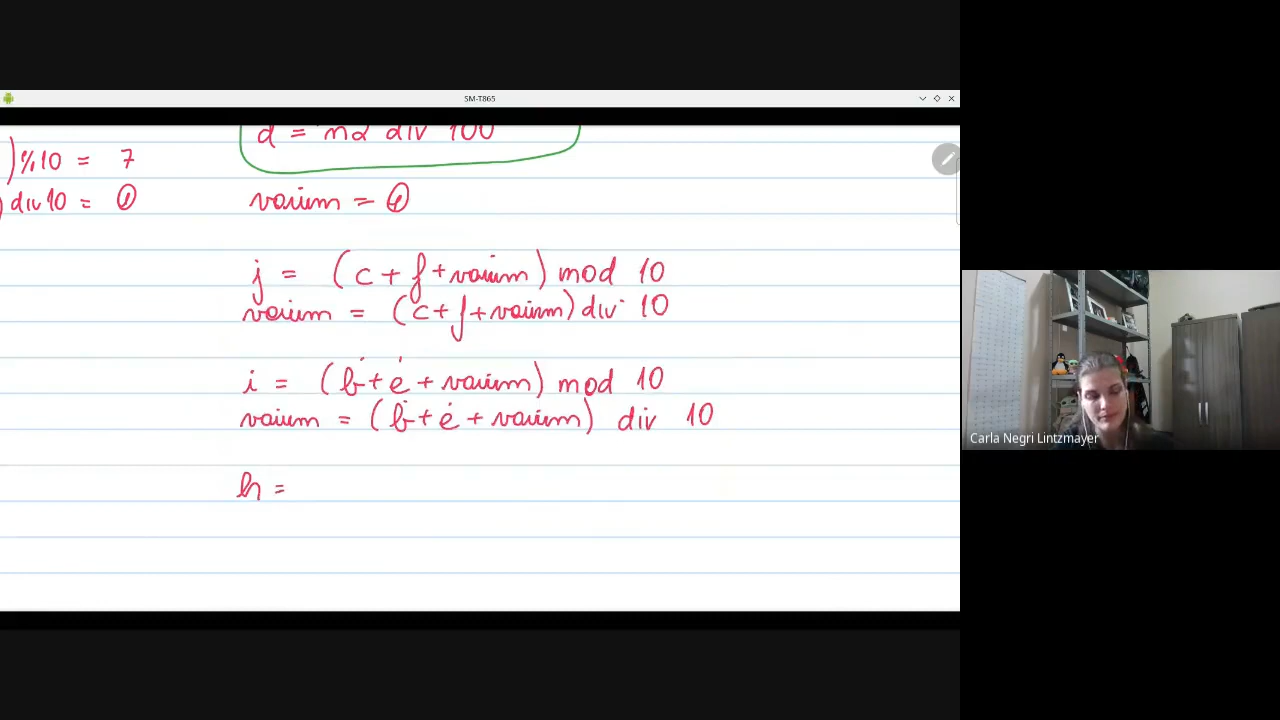 SM-T865
d = n2 div 100
) % 10 = 7
) div 10 = 0
vaium = 0
j = (c + f + vaium) mod 10
vaium = (c + f + vaium) div 10
i = (b + e + vaium) mod 10
vaium = (b + e + vaium) div 10
h =
Carla Negri Lintzmayer